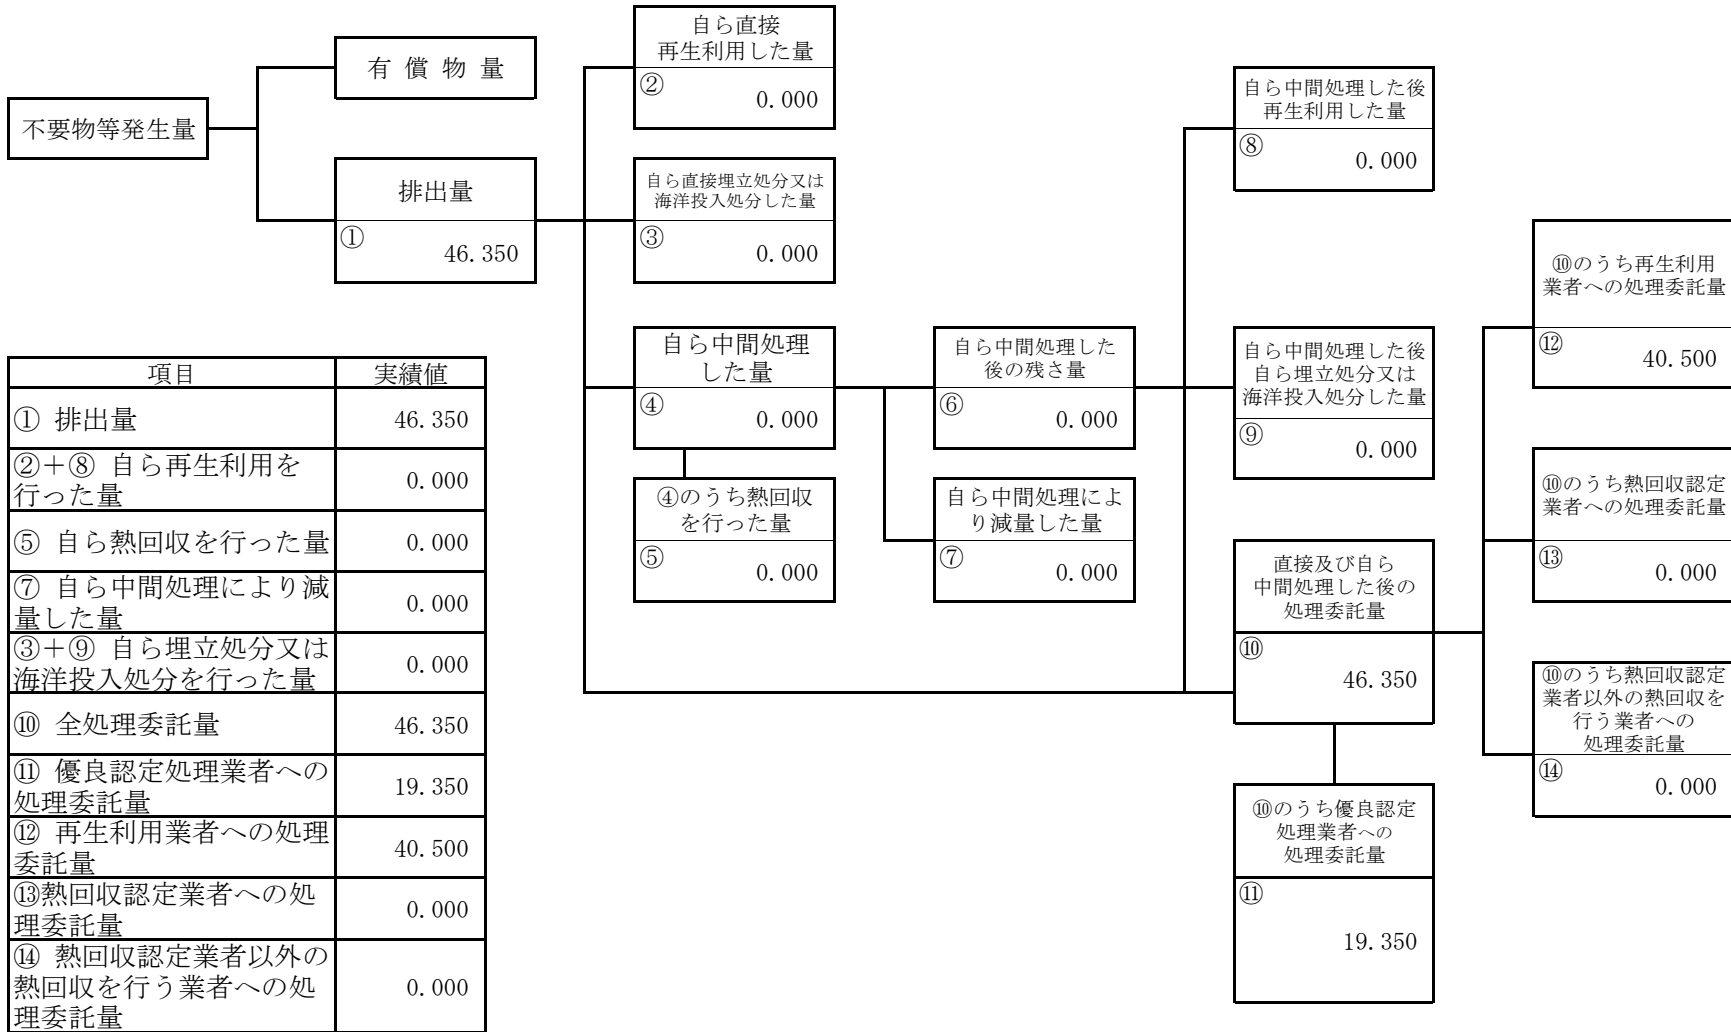 不要物等発生量
有 償 物 量
排出量
①
46.350
自ら直接
再生利用した量
②
0.000
自ら直接埋立処分又は
海洋投入処分した量
③
0.000
自ら中間処理
した量
④
0.000
④のうち熱回収
を行った量
⑤
0.000
自ら中間処理した
後の残さ量
⑥
0.000
自ら中間処理によ
り減量した量
⑦
0.000
自ら中間処理した後
再生利用した量
⑧
0.000
自ら中間処理した後
自ら埋立処分又は
海洋投入処分した量
⑨
0.000
直接及び自ら
中間処理した後の
処理委託量
⑩
46.350
⑩のうち優良認定
処理業者への
処理委託量
⑪
19.350
⑩のうち再生利用
業者への処理委託量
⑫
40.500
⑩のうち熱回収認定
業者への処理委託量
⑬
0.000
⑩のうち熱回収認定
業者以外の熱回収を
行う業者への
処理委託量
⑭
0.000
項目 実績値
① 排出量 46.350
②+⑧ 自ら再生利用を
行った量 0.000
⑤ 自ら熱回収を行った量 0.000
⑦ 自ら中間処理により減
量した量 0.000
③+⑨ 自ら埋立処分又は
海洋投入処分を行った量 0.000
⑩ 全処理委託量 46.350
⑪ 優良認定処理業者への
処理委託量 19.350
⑫ 再生利用業者への処理
委託量 40.500
⑬熱回収認定業者への処
理委託量 0.000
⑭ 熱回収認定業者以外の
熱回収を行う業者への処
理委託量 0.000